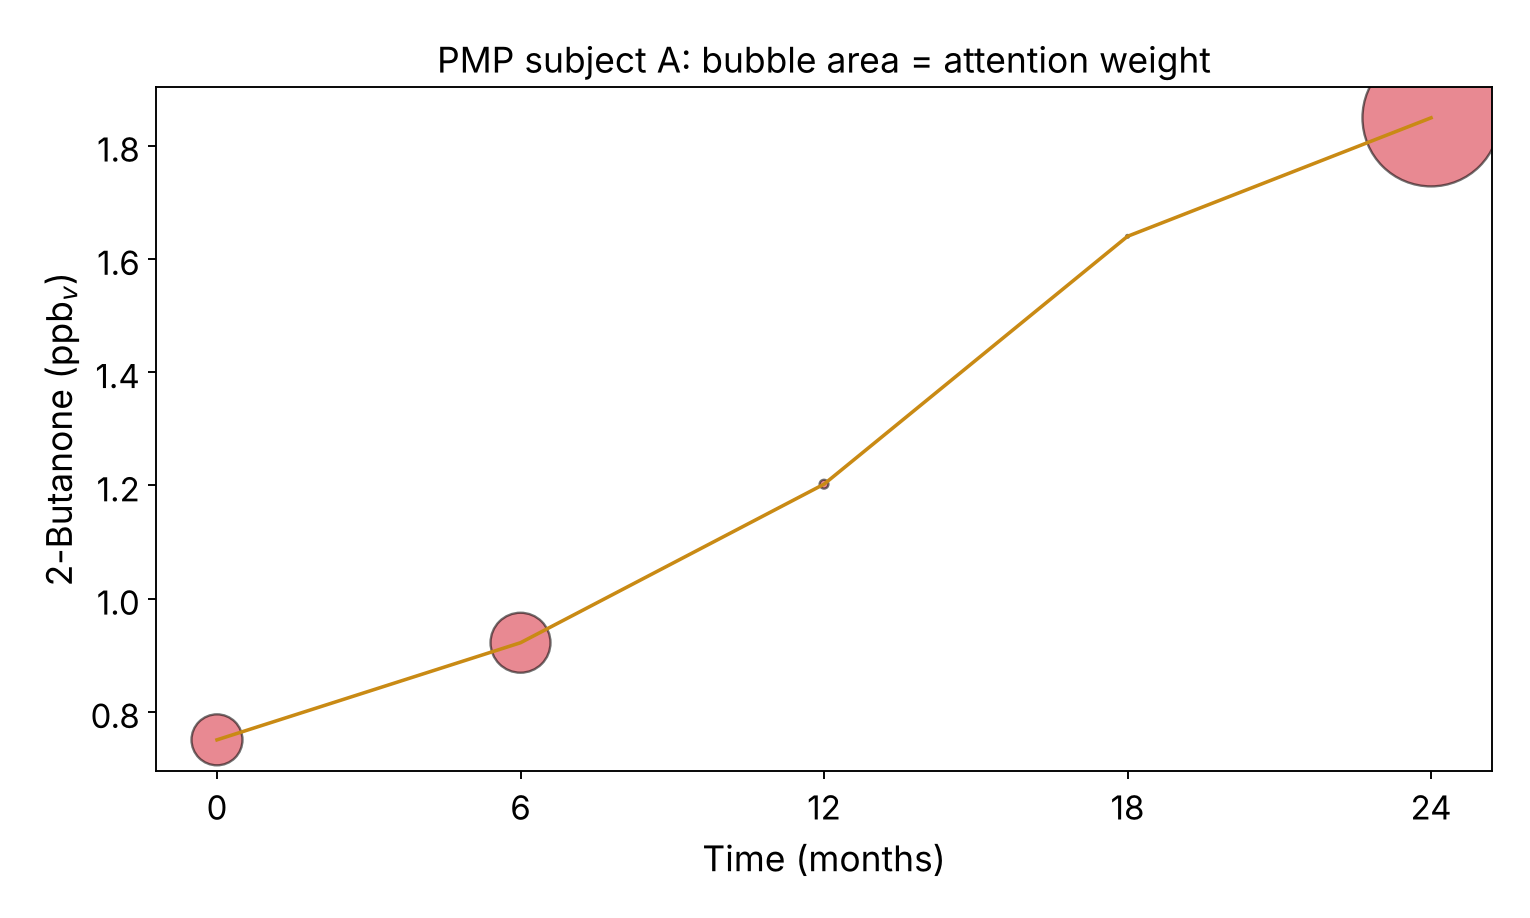 PMP subject A: bubble area = attention weight
2-Butanone (ppbᵥ)
1.8
1.6
1.4
1.2
1.0
0.8
0 6 12 18 24
Time (months)